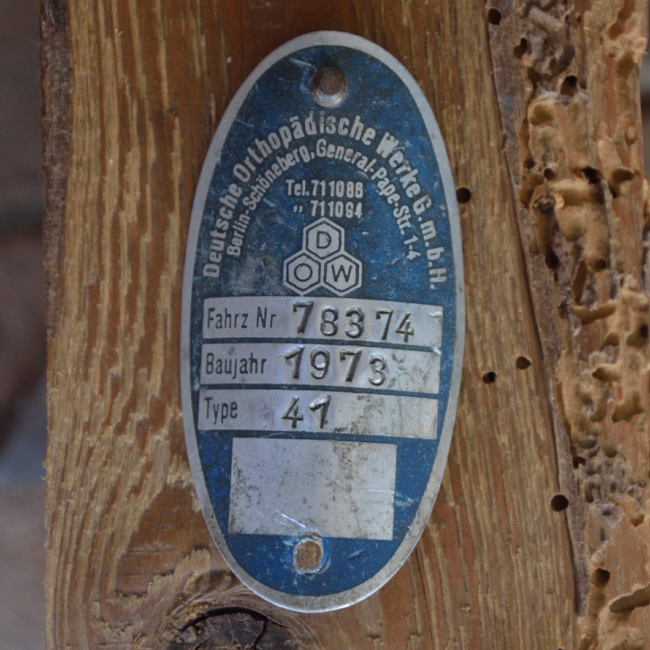 Deutsche Orthopädische Werke G.m.b.H.
Berlin-Schöneberg, General-Pape-Str. 1-4
Tel. 711086
" 711094
D
O W
Fahrz Nr 78374
Baujahr 1973
Type 41